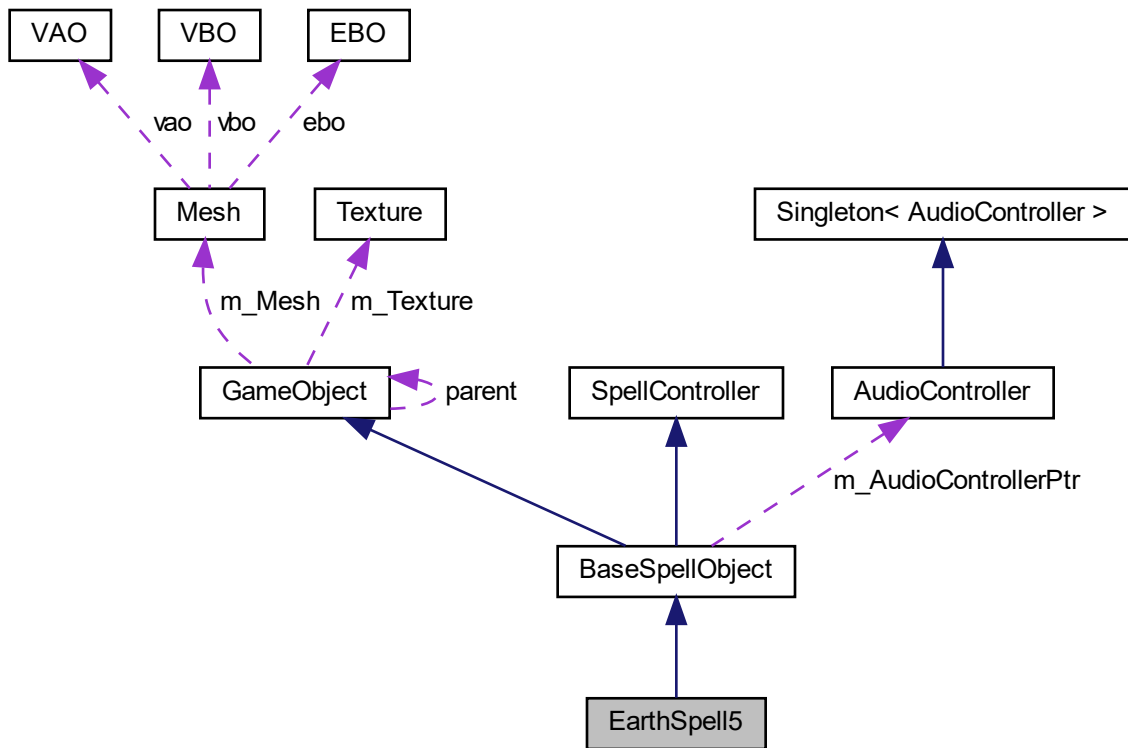 VAO
VBO
EBO
vao
vbo
ebo
Mesh
Texture
Singleton< AudioController >
m_Mesh
m_Texture
GameObject
parent
SpellController
AudioController
m_AudioControllerPtr
BaseSpellObject
EarthSpell5